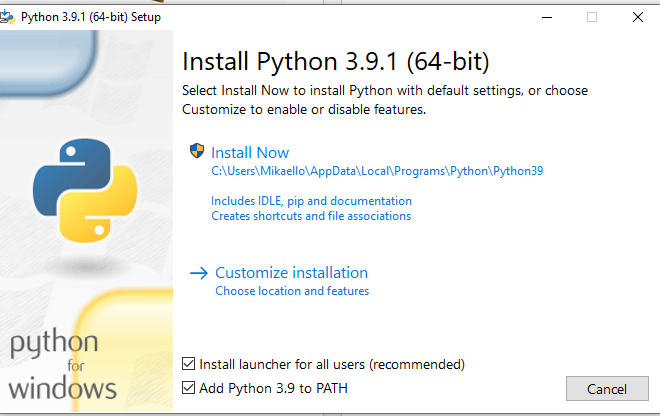 Python 3.9.1 (64-bit) Setup
Install Python 3.9.1 (64-bit)
Select Install Now to install Python with default settings, or choose
Customize to enable or disable features.
Install Now
C:\Users\Mikaello\AppData\Local\Programs\Python\Python39
Includes IDLE, pip and documentation
Creates shortcuts and file associations
Customize installation
Choose location and features
python
for
windows
Install launcher for all users (recommended)
Add Python 3.9 to PATH
Cancel